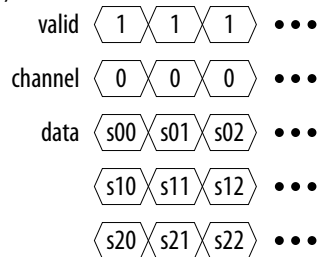 valid 1 1 1 •••
channel 0 0 0 •••
data s00 s01 s02 •••
s10 s11 s12 •••
s20 s21 s22 •••